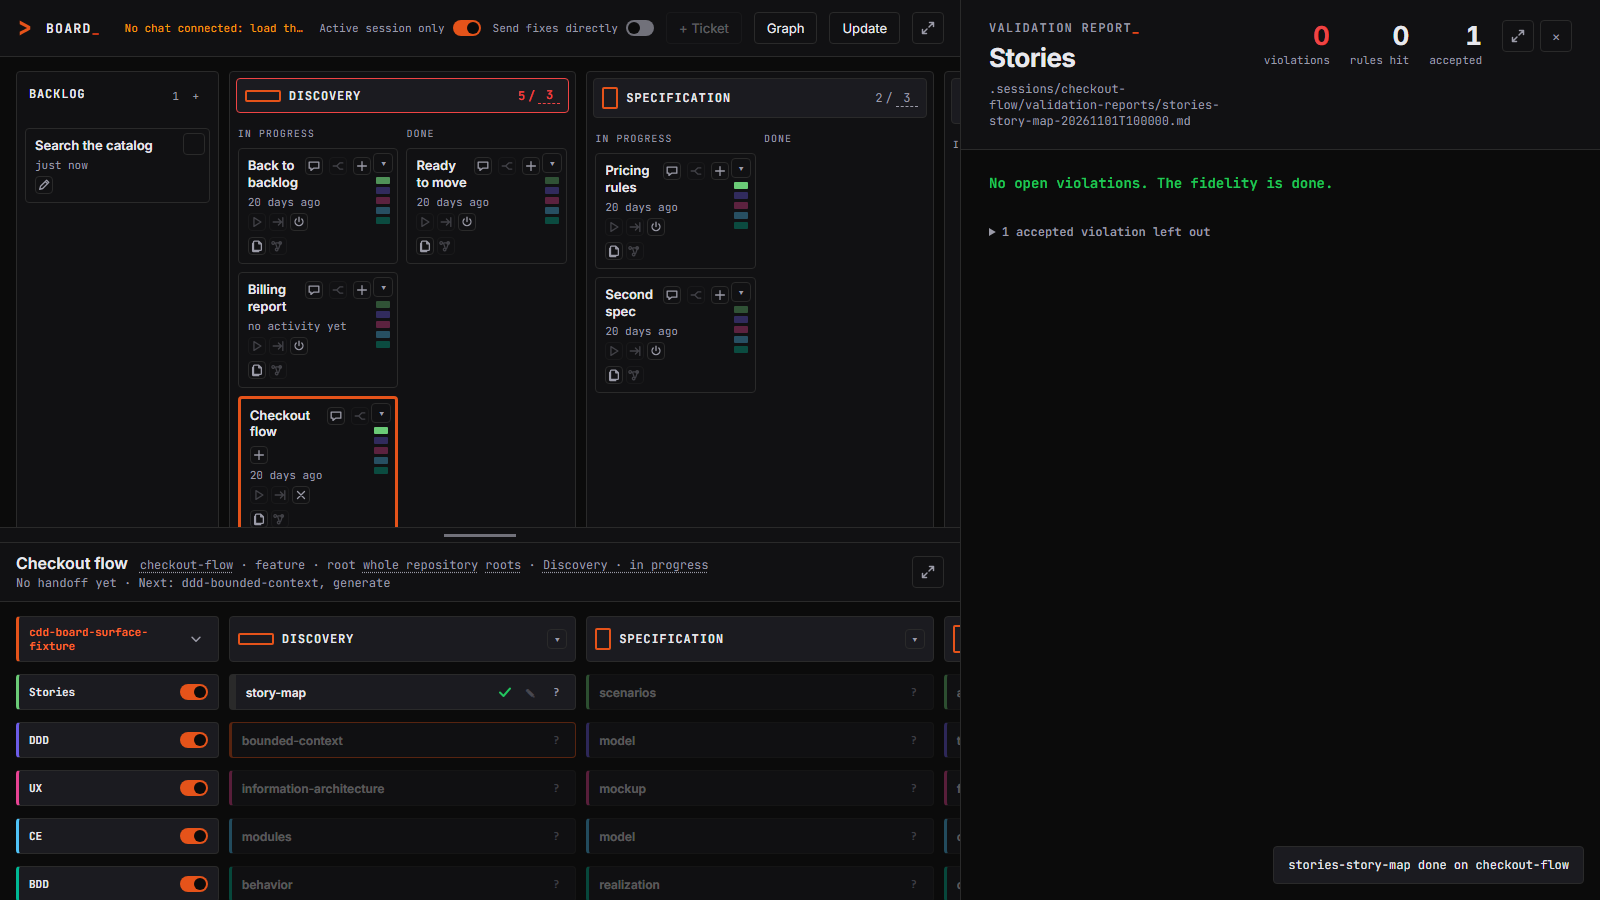 BOARD_
No chat connected: load th…
Active session only
Send fixes directly
+ Ticket
Graph
Update
BACKLOG
1 +
Search the catalog
just now
DISCOVERY
5 / 3
IN PROGRESS
DONE
Back to backlog
20 days ago
Ready to move
20 days ago
Billing report
no activity yet
Checkout flow
20 days ago
SPECIFICATION
2 / 3
IN PROGRESS
DONE
Pricing rules
20 days ago
Second spec
20 days ago
Checkout flow checkout-flow · feature · root whole repository roots · Discovery · in progress
No handoff yet · Next: ddd-bounded-context, generate
cdd-board-surface-fixture
DISCOVERY
SPECIFICATION
Stories
story-map
?
scenarios
?
DDD
bounded-context
?
model
?
UX
information-architecture
?
mockup
?
CE
modules
?
model
?
BDD
behavior
?
realization
?
VALIDATION REPORT_
Stories
.sessions/checkout-
flow/validation-reports/stories-
story-map-20261101T100000.md
0
violations
0
rules hit
1
accepted
×
No open violations. The fidelity is done.
1 accepted violation left out
stories-story-map done on checkout-flow